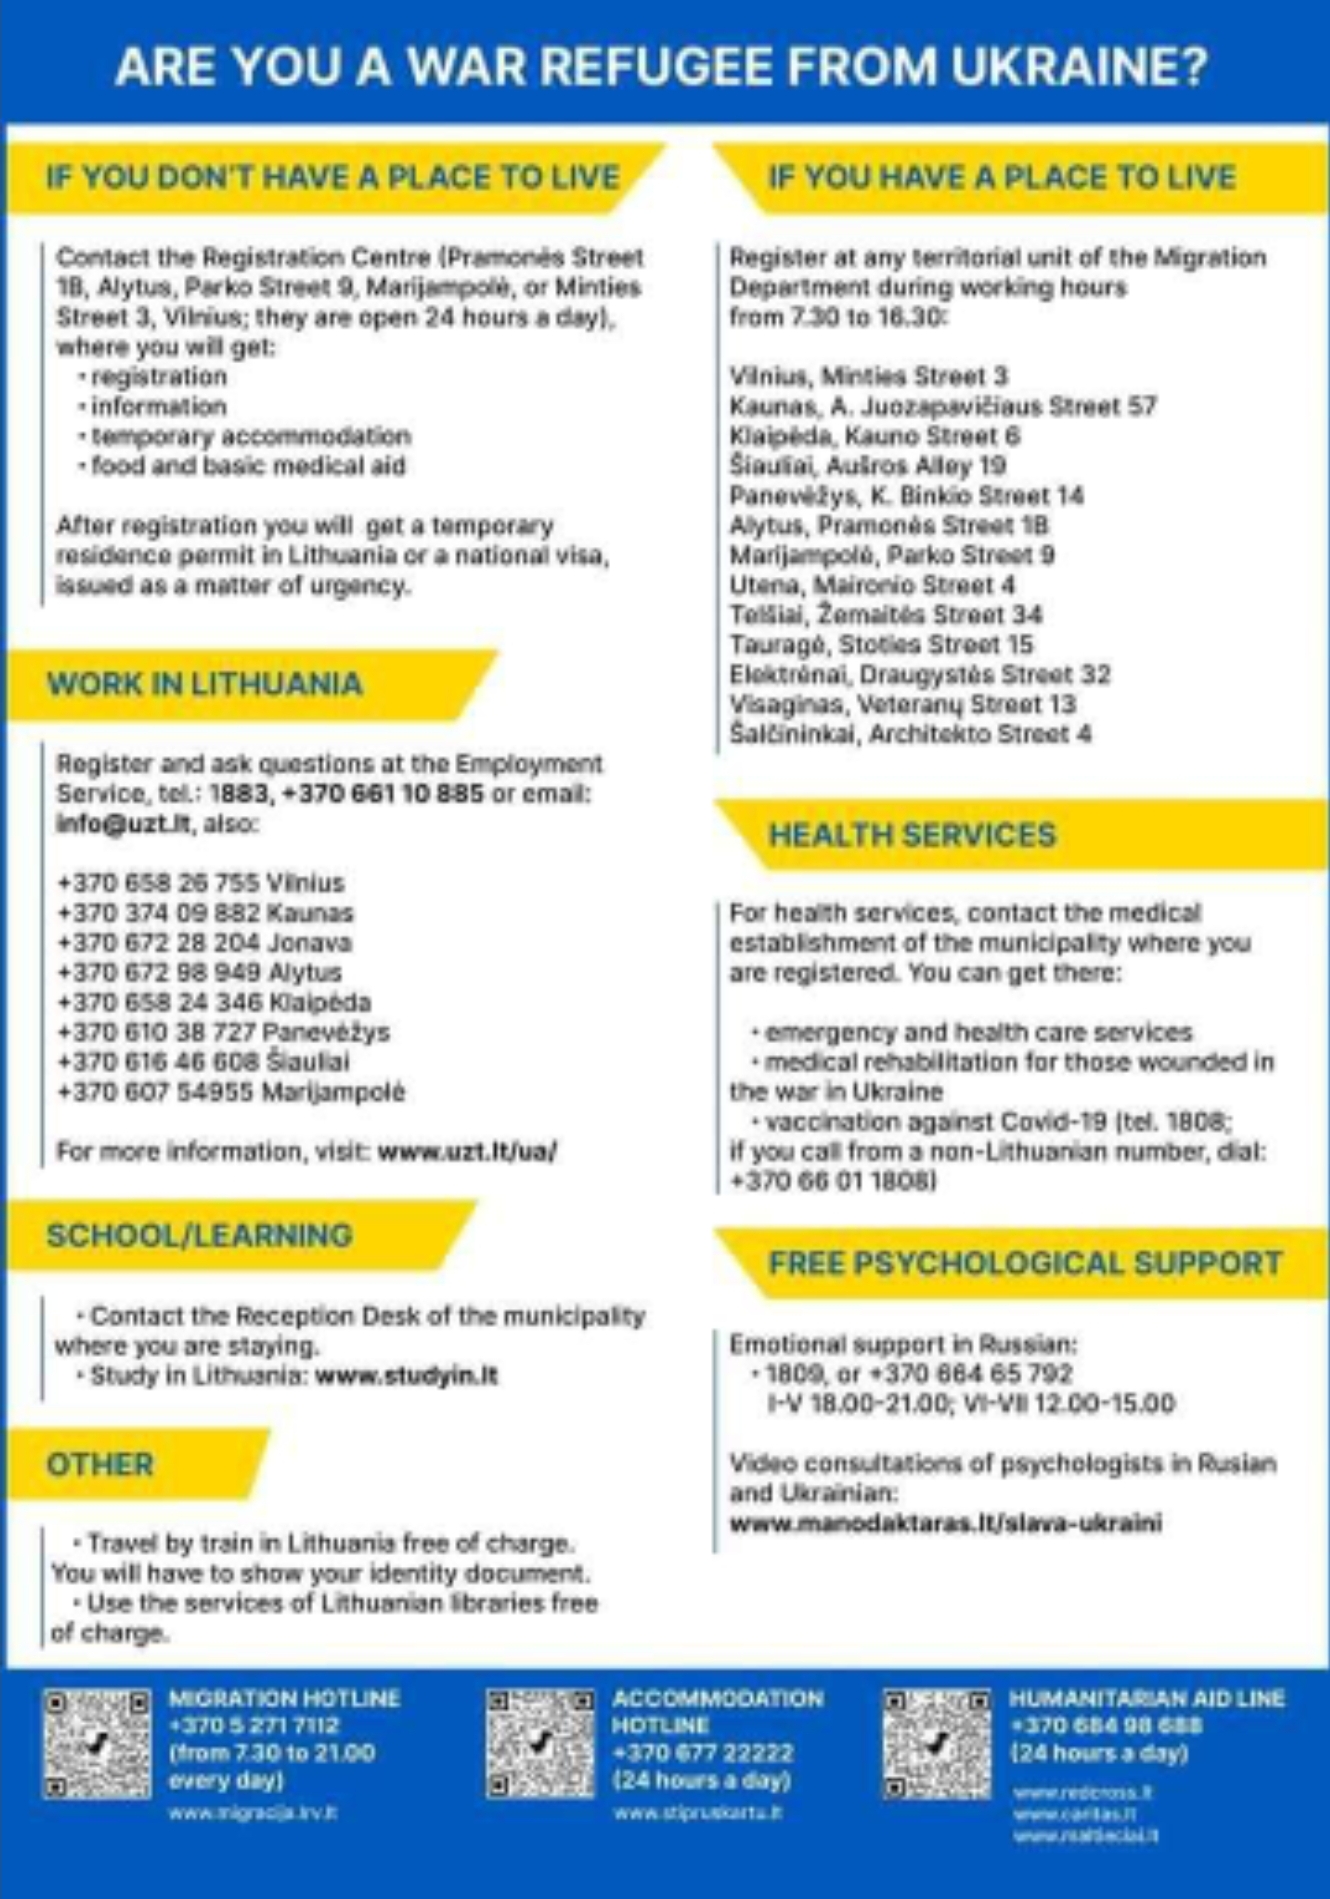 ARE YOU A WAR REFUGEE FROM UKRAINE?
IF YOU DON'T HAVE A PLACE TO LIVE
Contact the Registration Centre (Pramonės Street
1B, Alytus, Parko Street 9, Marijampolė, or Minties
Street 3, Vilnius; they are open 24 hours a day),
where you will get:
• registration
• information
• temporary accommodation
• food and basic medical aid
After registration you will get a temporary
residence permit in Lithuania or a national visa,
issued as a matter of urgency.
WORK IN LITHUANIA
Register and ask questions at the Employment
Service, tel.: 1883, +370 661 10 885 or email:
info@uzt.lt, also:
+370 658 26 755 Vilnius
+370 374 09 882 Kaunas
+370 672 28 204 Jonava
+370 672 98 949 Alytus
+370 658 24 346 Klaipėda
+370 610 38 727 Panevėžys
+370 616 46 608 Šiauliai
+370 607 54955 Marijampolė
For more information, visit: www.uzt.lt/ua/
SCHOOL/LEARNING
• Contact the Reception Desk of the municipality
where you are staying.
• Study in Lithuania: www.studyin.lt
OTHER
• Travel by train in Lithuania free of charge.
You will have to show your identity document.
• Use the services of Lithuanian libraries free
of charge.
IF YOU HAVE A PLACE TO LIVE
Register at any territorial unit of the Migration
Department during working hours
from 7.30 to 16.30:
Vilnius, Minties Street 3
Kaunas, A. Juozapavičiaus Street 57
Klaipėda, Kauno Street 6
Šiauliai, Aušros Alley 19
Panevėžys, K. Binkio Street 14
Alytus, Pramonės Street 1B
Marijampolė, Parko Street 9
Utena, Maironio Street 4
Telšiai, Žemaitės Street 34
Tauragė, Stoties Street 15
Elektrėnai, Draugystės Street 32
Visaginas, Veteranų Street 13
Šalčininkai, Architekto Street 4
HEALTH SERVICES
For health services, contact the medical
establishment of the municipality where you
are registered. You can get there:
• emergency and health care services
• medical rehabilitation for those wounded in
the war in Ukraine
• vaccination against Covid-19 (tel. 1808;
if you call from a non-Lithuanian number, dial:
+370 66 01 1808)
FREE PSYCHOLOGICAL SUPPORT
Emotional support in Russian:
• 1809, or +370 664 65 792
I-V 18.00-21.00; VI-VII 12.00-15.00
Video consultations of psychologists in Rusian
and Ukrainian:
www.manodaktaras.lt/slava-ukraini
MIGRATION HOTLINE
+370 5 271 7112
(from 7.30 to 21.00
every day)
www.migracija.lrv.lt
ACCOMMODATION
HOTLINE
+370 677 22222
(24 hours a day)
www.stipruskartu.lt
HUMANITARIAN AID LINE
+370 684 98 688
(24 hours a day)
www.redcross.lt
www.caritas.lt
www.maltieciai.lt